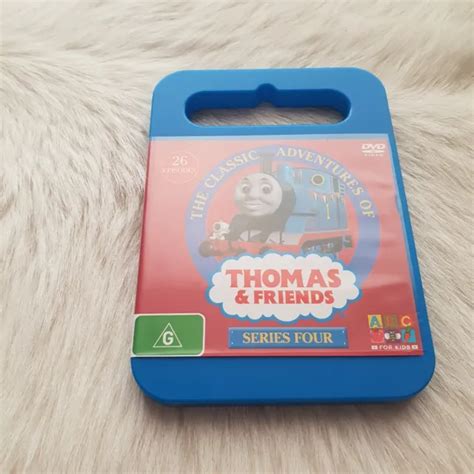 26
EPISODES
DVD
VIDEO
THE CLASSIC ADVENTURES OF
THOMAS
& FRIENDS
SERIES FOUR
G
ABC
FOR KIDS